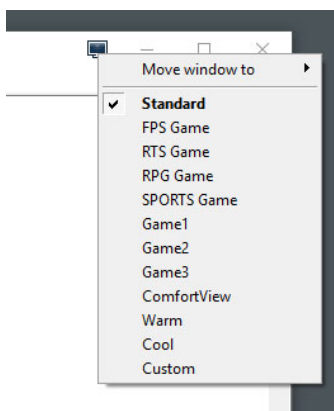 Move window to
Standard
FPS Game
RTS Game
RPG Game
SPORTS Game
Game1
Game2
Game3
ComfortView
Warm
Cool
Custom